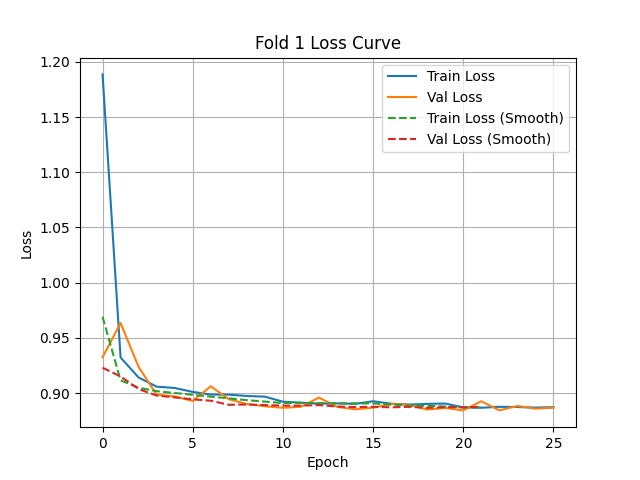 Fold 1 Loss Curve
1.20
1.15
1.10
1.05
1.00
0.95
0.90
Loss
Train Loss
Val Loss
Train Loss (Smooth)
Val Loss (Smooth)
0 5 10 15 20 25
Epoch